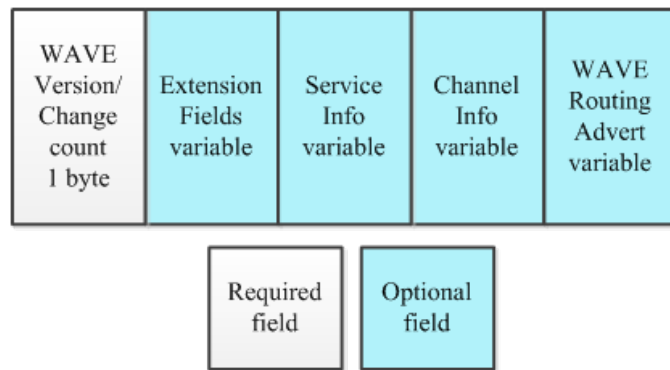 WAVE
Version/
Change
count
1 byte
Extension
Fields
variable
Service
Info
variable
Channel
Info
variable
WAVE
Routing
Advert
variable
Required
field
Optional
field